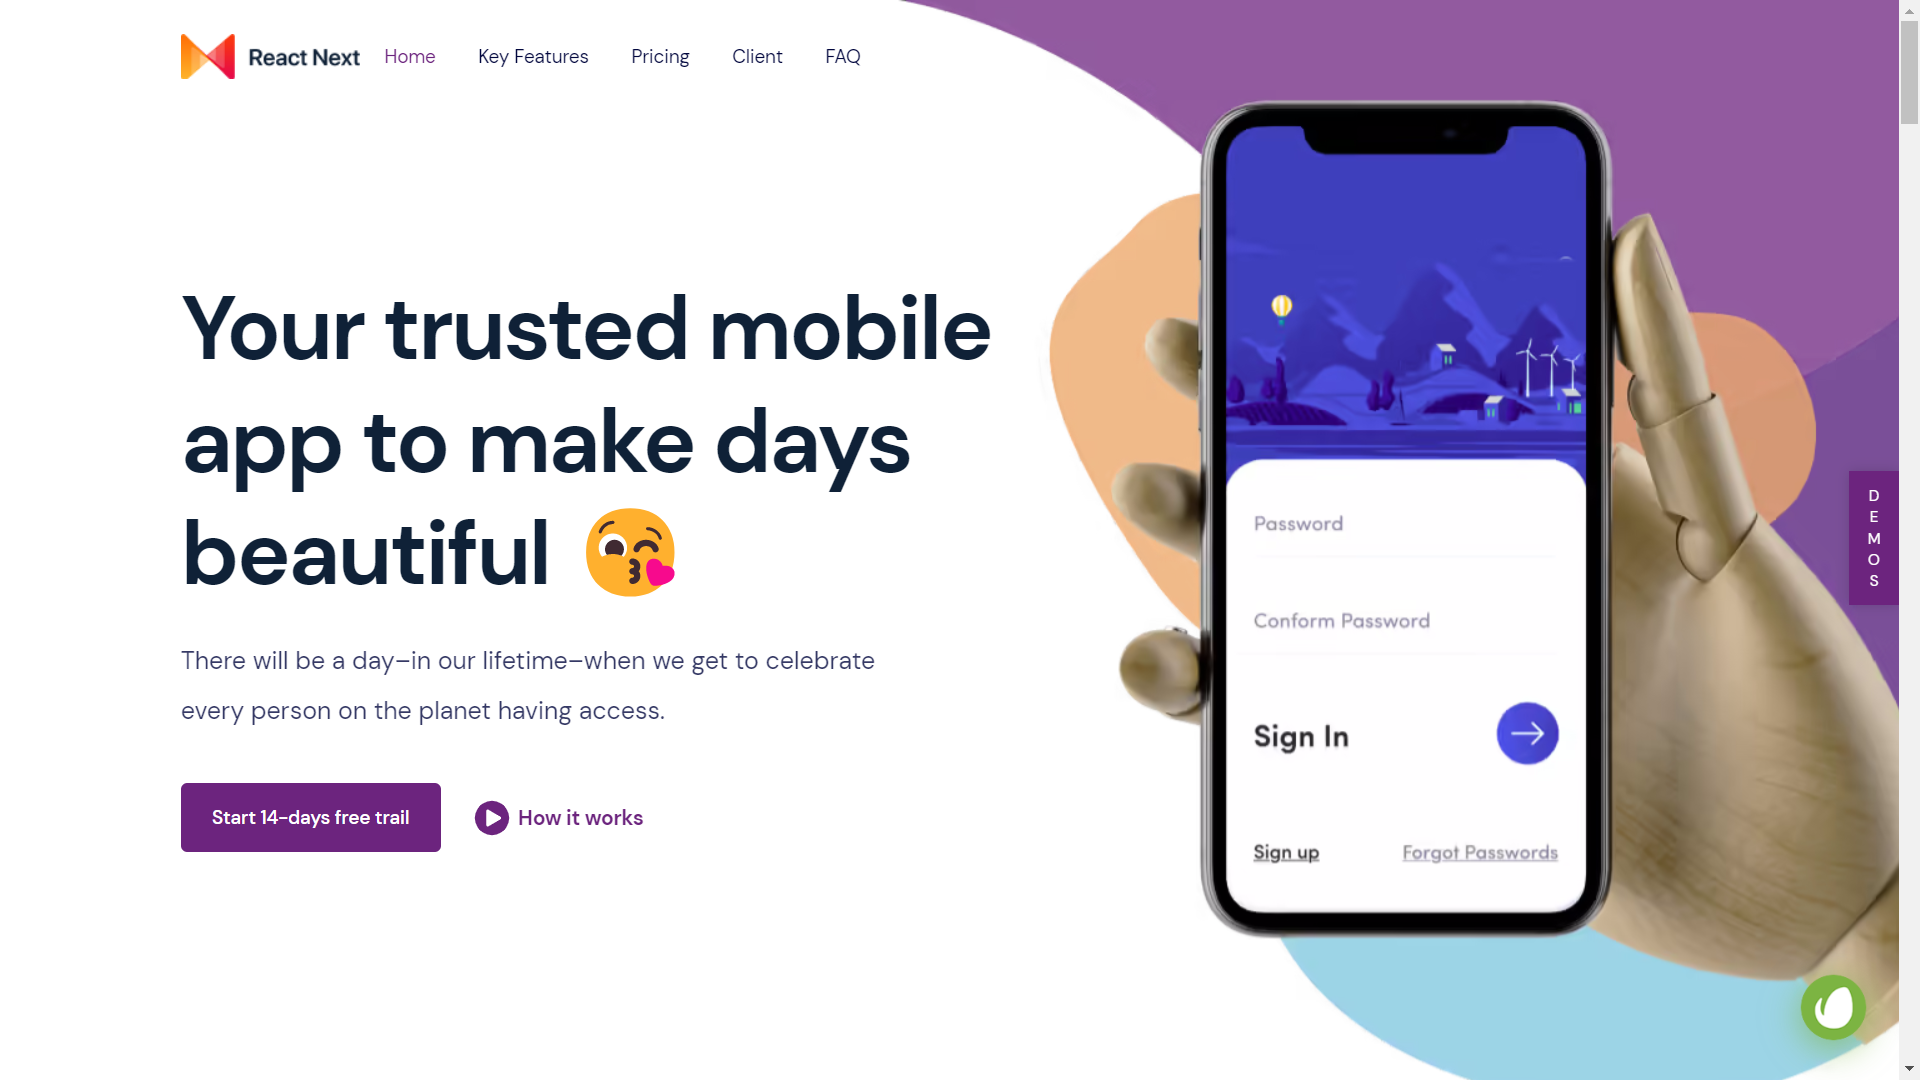 React Next
Home
Key Features
Pricing
Client
FAQ
Your trusted mobile
app to make days
beautiful 😘
There will be a day–in our lifetime–when we get to celebrate
every person on the planet having access.
Start 14-days free trail
How it works
Password
Conform Password
Sign In
Sign up
Forgot Passwords
DEMOS